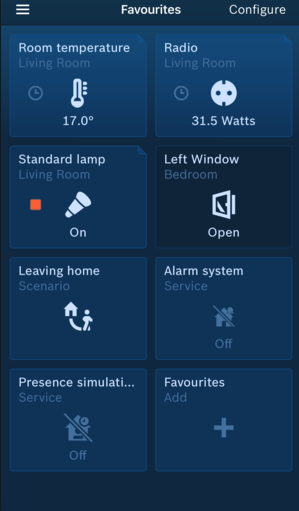 Favourites
Configure
Room temperature
Living Room
17.0°
Radio
Living Room
31.5 Watts
Standard lamp
Living Room
On
Left Window
Bedroom
Open
Leaving home
Scenario
Alarm system
Service
Off
Presence simulati...
Service
Off
Favourites
Add